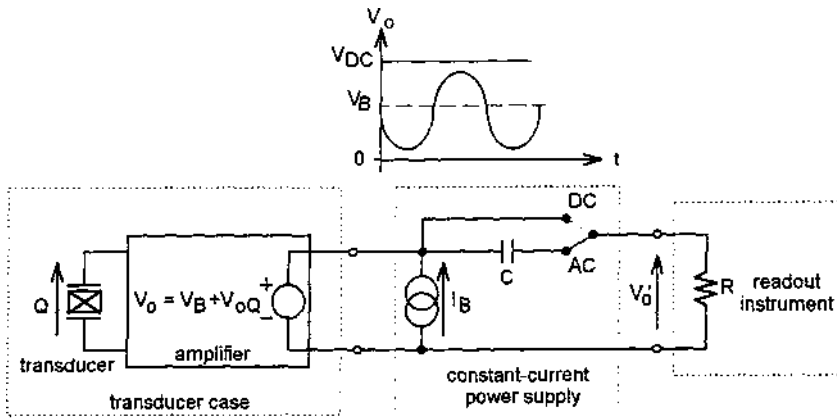 Vo
VDC
VB
0
t
DC
AC
C
Q
Vo = VB + VoQ
+
-
IB
Vo'
R
readout
instrument
transducer
amplifier
transducer case
constant-current
power supply